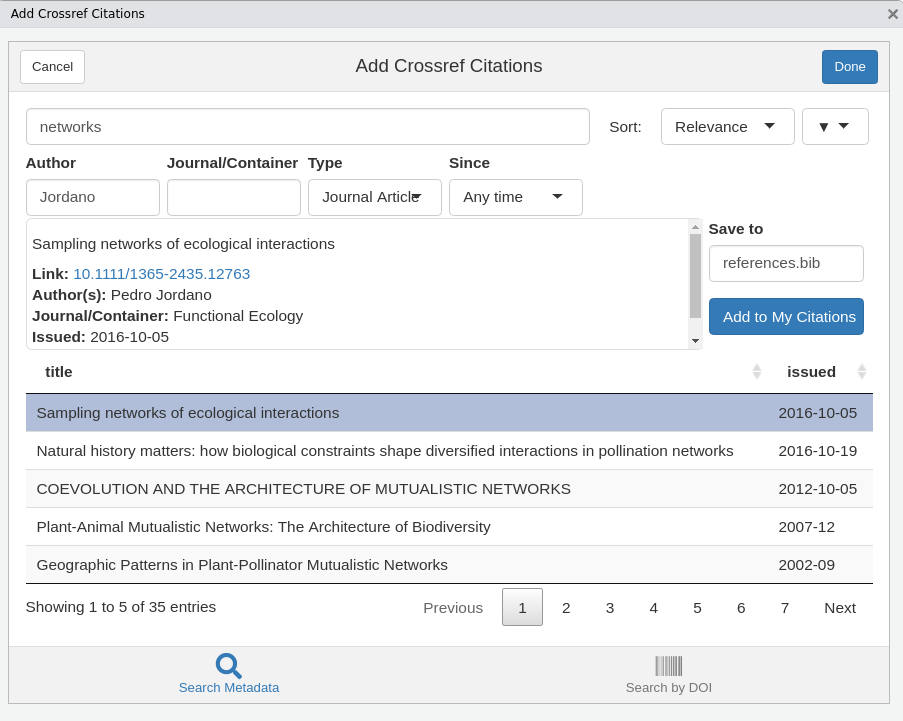 Add Crossref Citations
Cancel
Add Crossref Citations
Done
networks
Sort:
Relevance
Author
Journal/Container
Type
Since
Jordano
Journal Article
Any time
Sampling networks of ecological interactions
Link: 10.1111/1365-2435.12763
Author(s): Pedro Jordano
Journal/Container: Functional Ecology
Issued: 2016-10-05
Save to
references.bib
Add to My Citations
title issued
Sampling networks of ecological interactions 2016-10-05
Natural history matters: how biological constraints shape diversified interactions in pollination networks 2016-10-19
COEVOLUTION AND THE ARCHITECTURE OF MUTUALISTIC NETWORKS 2012-10-05
Plant-Animal Mutualistic Networks: The Architecture of Biodiversity 2007-12
Geographic Patterns in Plant-Pollinator Mutualistic Networks 2002-09
Showing 1 to 5 of 35 entries
Previous 1 2 3 4 5 6 7 Next
Search Metadata
Search by DOI